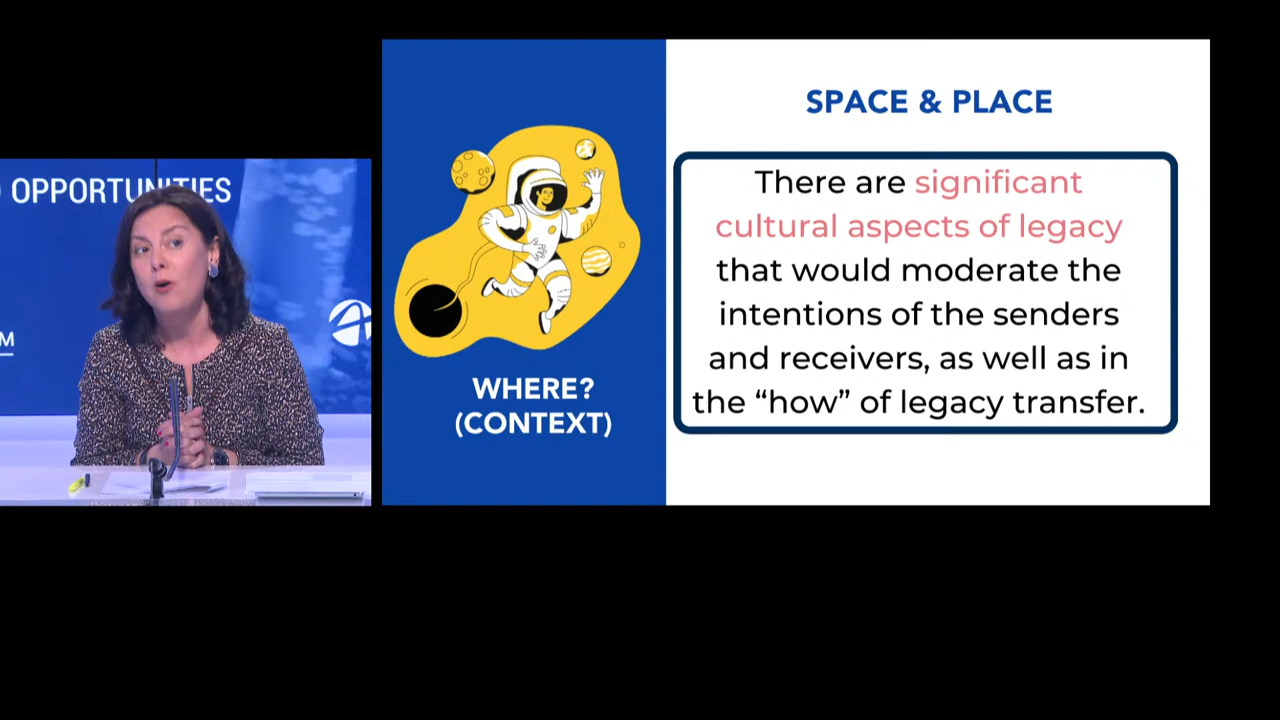 OPPORTUNITIES
M
SPACE & PLACE
There are significant
cultural aspects of legacy
that would moderate the
intentions of the senders
and receivers, as well as in
the “how” of legacy transfer.
WHERE?
(CONTEXT)